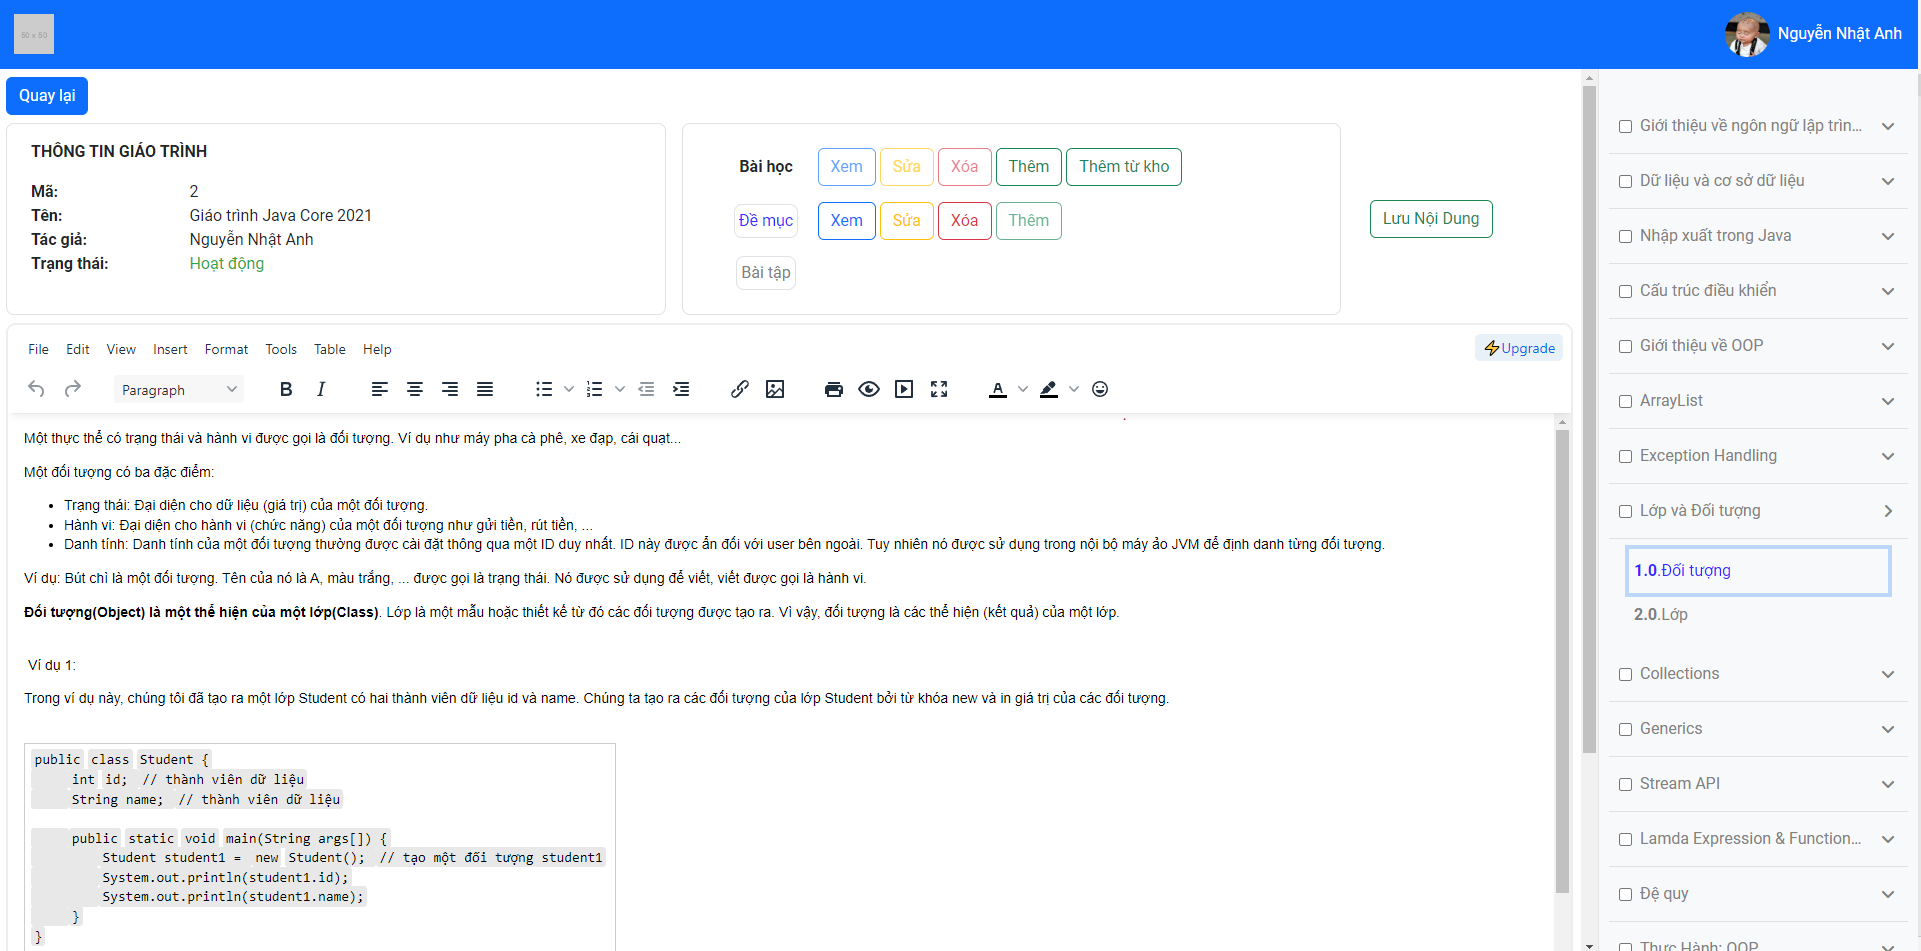 50 x 50
Nguyễn Nhật Anh
Quay lại
THÔNG TIN GIÁO TRÌNH
Mã: 2
Tên: Giáo trình Java Core 2021
Tác giả: Nguyễn Nhật Anh
Trạng thái: Hoạt động
Bài học Xem Sửa Xóa Thêm Thêm từ kho
Đề mục Xem Sửa Xóa Thêm
Bài tập
Lưu Nội Dung
File Edit View Insert Format Tools Table Help
⚡Upgrade
Paragraph
Một thực thể có trạng thái và hành vi được gọi là đối tượng. Ví dụ như máy pha cà phê, xe đạp, cái quạt...
Một đối tượng có ba đặc điểm:
• Trạng thái: Đại diện cho dữ liệu (giá trị) của một đối tượng.
• Hành vi: Đại diện cho hành vi (chức năng) của một đối tượng như gửi tiền, rút tiền, ...
• Danh tính: Danh tính của một đối tượng thường được cài đặt thông qua một ID duy nhất. ID này được ẩn đối với user bên ngoài. Tuy nhiên nó được sử dụng trong nội bộ máy ảo JVM để định danh từng đối tượng.
Ví dụ: Bút chì là một đối tượng. Tên của nó là A, màu trắng, ... được gọi là trạng thái. Nó được sử dụng để viết, viết được gọi là hành vi.
Đối tượng(Object) là một thể hiện của một lớp(Class). Lớp là một mẫu hoặc thiết kế từ đó các đối tượng được tạo ra. Vì vậy, đối tượng là các thể hiện (kết quả) của một lớp.
Ví dụ 1:
Trong ví dụ này, chúng tôi đã tạo ra một lớp Student có hai thành viên dữ liệu id và name. Chúng ta tạo ra các đối tượng của lớp Student bởi từ khóa new và in giá trị của các đối tượng.
public class Student {
int id; // thành viên dữ liệu
String name; // thành viên dữ liệu
public static void main(String args[]) {
Student student1 = new Student(); // tạo một đối tượng student1
System.out.println(student1.id);
System.out.println(student1.name);
}
}
Giới thiệu về ngôn ngữ lập trìn...
Dữ liệu và cơ sở dữ liệu
Nhập xuất trong Java
Cấu trúc điều khiển
Giới thiệu về OOP
ArrayList
Exception Handling
Lớp và Đối tượng
1.0.Đối tượng
2.0.Lớp
Collections
Generics
Stream API
Lamda Expression & Function...
Đệ quy
Thực Hành: OOP